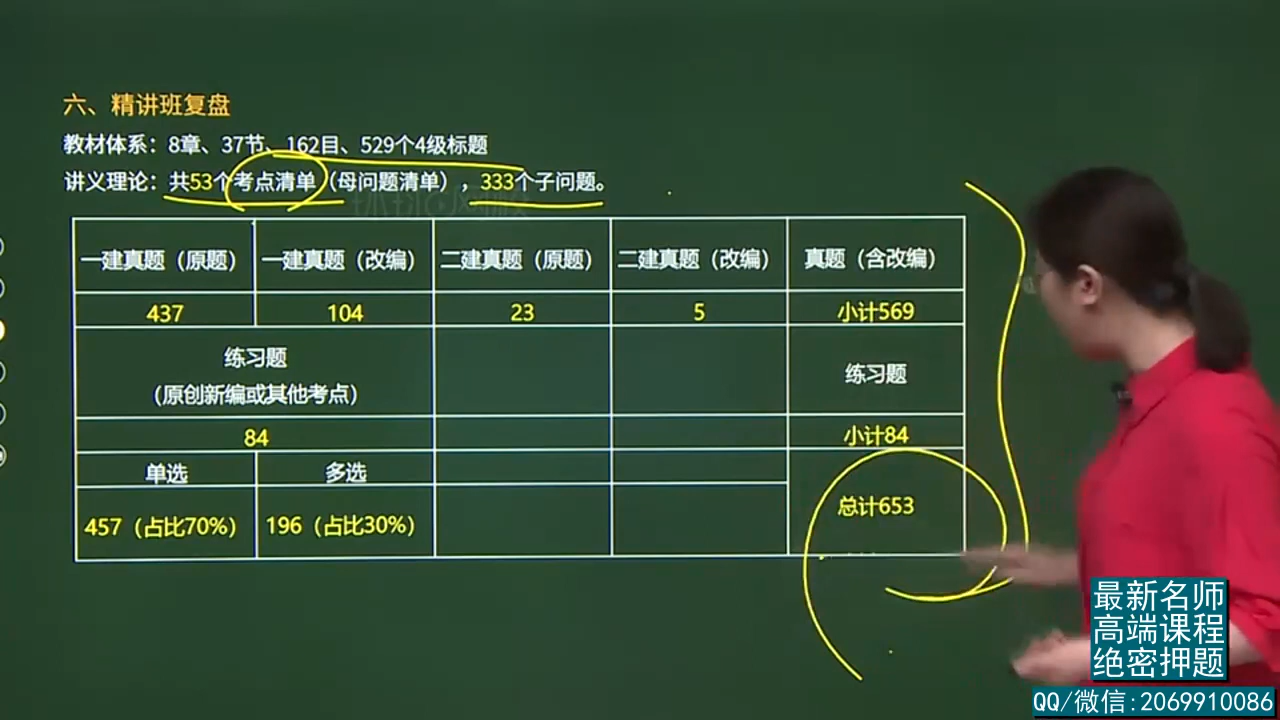 六、精讲班复盘
教材体系：8章、37节、162目、529个4级标题
讲义理论：共53个考点清单（母问题清单），333个子问题。
一建真题（原题） 一建真题（改编） 二建真题（原题） 二建真题（改编） 真题（含改编）
437 104 23 5 小计569
练习题
（原创新编或其他考点）
练习题
84 小计84
单选 多选
457（占比70%） 196（占比30%） 总计653
最新名师
高端课程
绝密押题
QQ/微信:2069910086